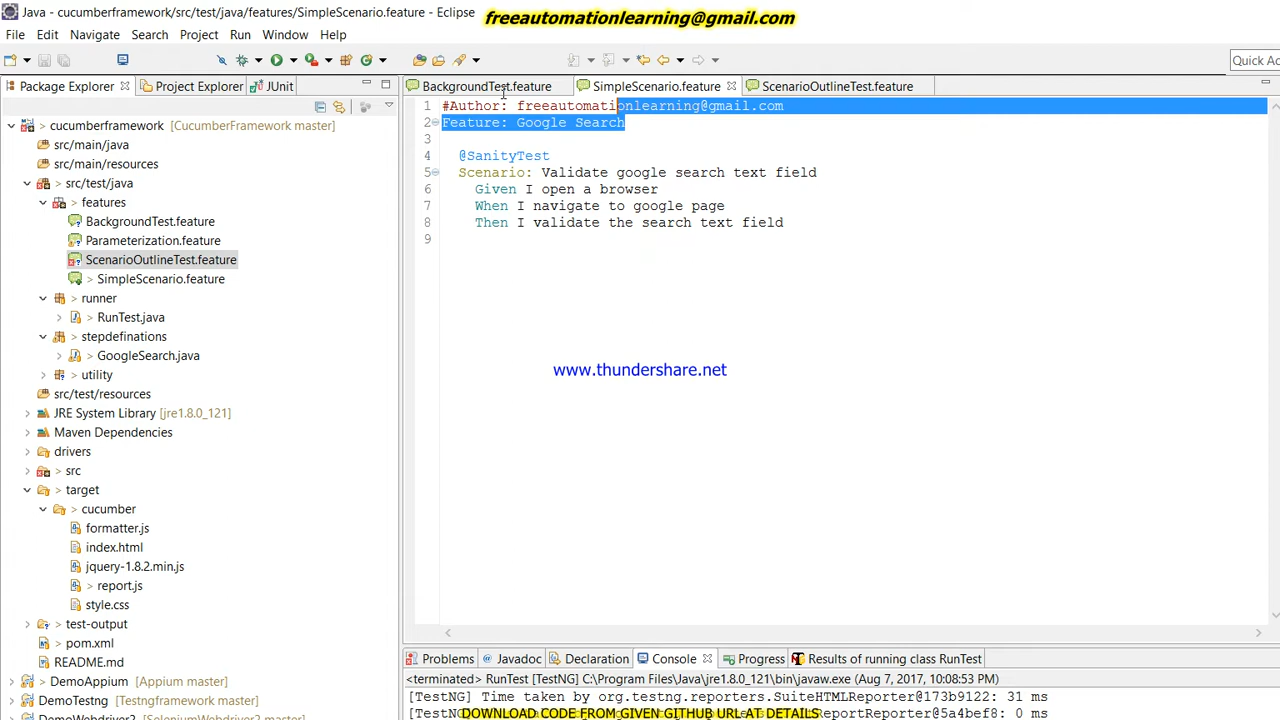 Java - cucumberframework/src/test/java/features/SimpleScenario.feature - Eclipse
freeautomationlearning@gmail.com
File Edit Navigate Search Project Run Window Help
Quick Ac
Package Explorer Project Explorer JUnit
BackgroundTest.feature SimpleScenario.feature ScenarioOutlineTest.feature
cucumberframework [CucumberFramework master]
src/main/java
src/main/resources
src/test/java
> features
BackgroundTest.feature
Parameterization.feature
ScenarioOutlineTest.feature
> SimpleScenario.feature
> runner
> RunTest.java
> stepdefinations
> GoogleSearch.java
> utility
src/test/resources
JRE System Library [jre1.8.0_121]
Maven Dependencies
> drivers
> src
> target
> cucumber
formatter.js
index.html
jquery-1.8.2.min.js
> report.js
style.css
> test-output
> pom.xml
README.md
> DemoAppium [Appium master]
DemoTestng [Testngframework master]
DemoWebdriver2 [SeleniumWebdriver2 master]
1 #Author: freeautomationlearning@gmail.com
2 Feature: Google Search
3
4 @SanityTest
5 Scenario: Validate google search text field
6 Given I open a browser
7 When I navigate to google page
8 Then I validate the search text field
9
www.thundershare.net
Problems Javadoc Declaration Console Progress Results of running class RunTest
<terminated> RunTest [TestNG] C:\Program Files\Java\jre1.8.0_121\bin\javaw.exe (Aug 7, 2017, 10:08:53 PM)
[TestNG] Time taken by org.testng.reporters.SuiteHTMLReporter@173b9122: 31 ms
[TestNG
DOWNLOAD CODE FROM GIVEN GITHUB URL AT DETAILS
ReportReporter@5a4bef8: 0 ms